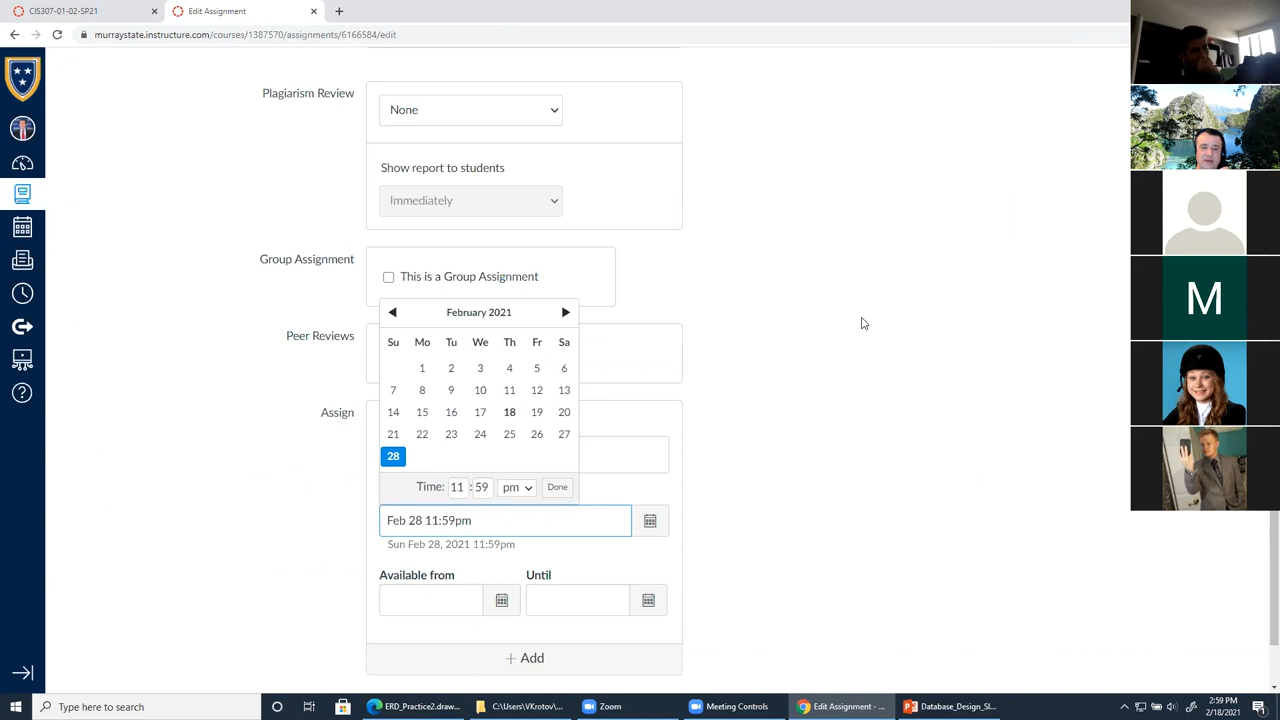 CIS307-01-02-SP21
Edit Assignment
murraystate.instructure.com/courses/1387570/assignments/6166584/edit
Plagiarism Review
None
Show report to students
Immediately
Group Assignment
This is a Group Assignment
February 2021
Su Mo Tu We Th Fr Sa
1 2 3 4 5 6
7 8 9 10 11 12 13
14 15 16 17 18 19 20
21 22 23 24 25 26 27
28
Peer Reviews
Assign
Time: 11 : 59 pm Done
Feb 28 11:59pm
Sun Feb 28, 2021 11:59pm
Available from Until
+ Add
M
Type here to search
ERD_Practice2.draw...
C:\Users\VKrotov\...
Zoom
Meeting Controls
Edit Assignment - ...
Database_Design_Sl...
2:59 PM
2/18/2021